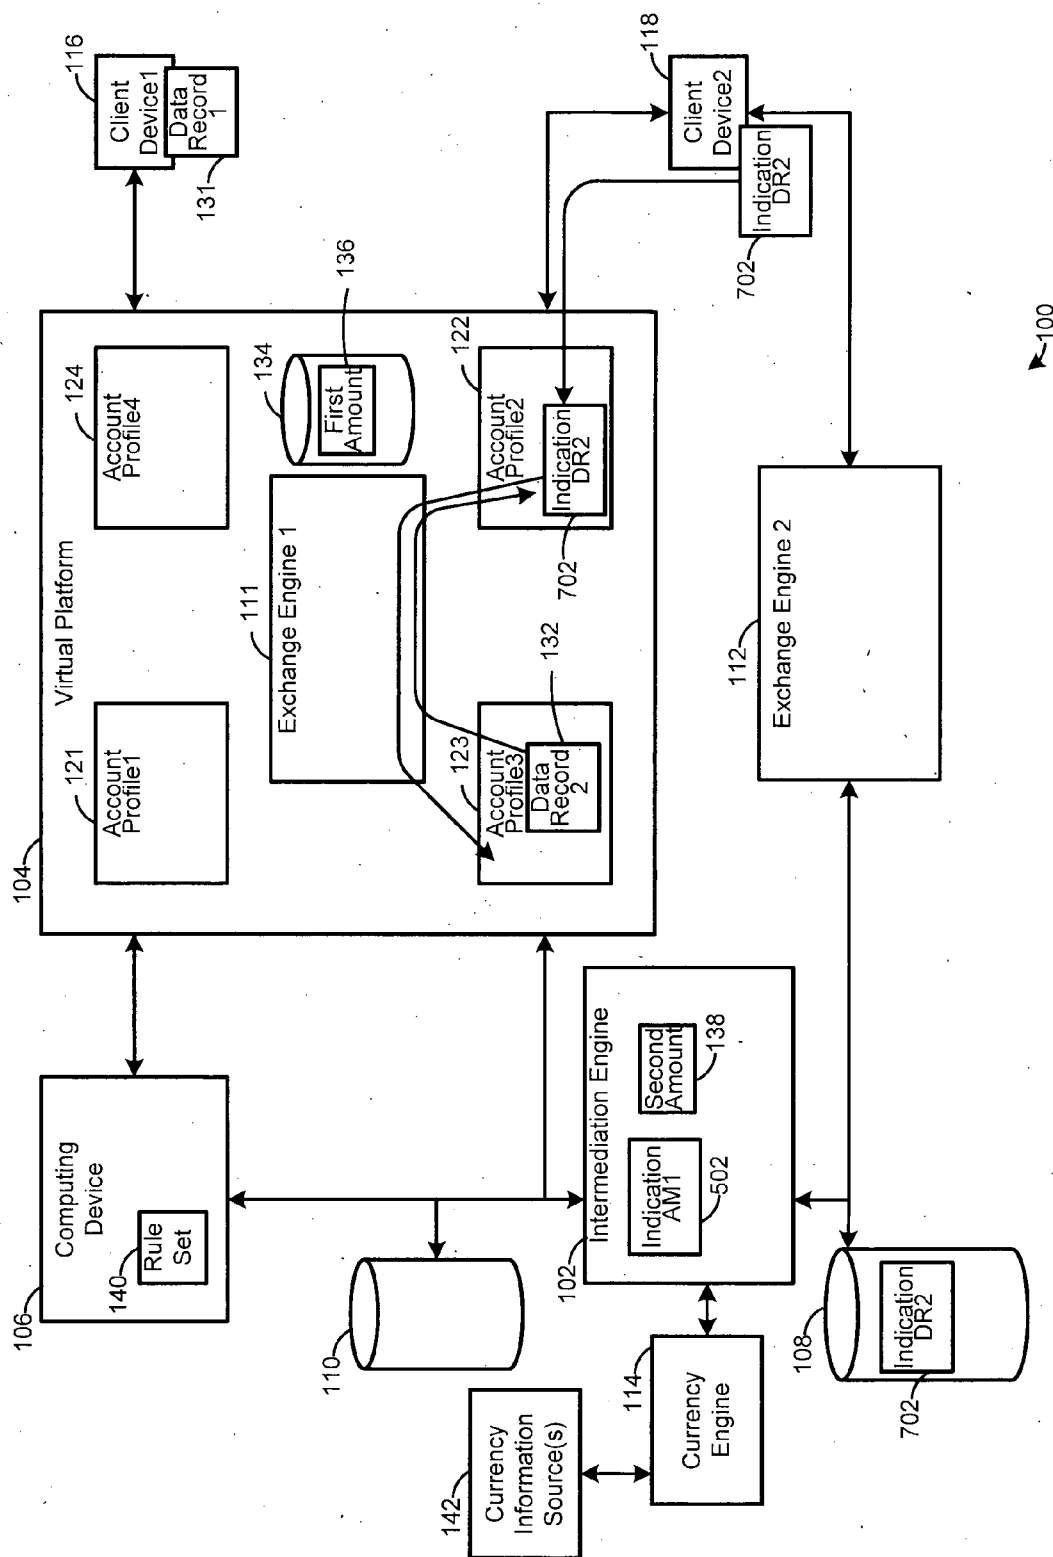 116
Client
Device1
Data
Record
1
131
104
Virtual Platform
121
Account
Profile1
124
Account
Profile4
111
Exchange Engine 1
134
136
First
Amount
123
Account
Profile3
132
Data
Record
2
122
Account
Profile2
Indication
DR2
702
118
Client
Device2
Indication
DR2
702
106
Computing
Device
140
Rule
Set
110
102
Intermediation Engine
Indication
AM1
502
Second
Amount
138
112
Exchange Engine 2
142
Currency
Information
Source(s)
114
Currency
Engine
108
Indication
DR2
702
100